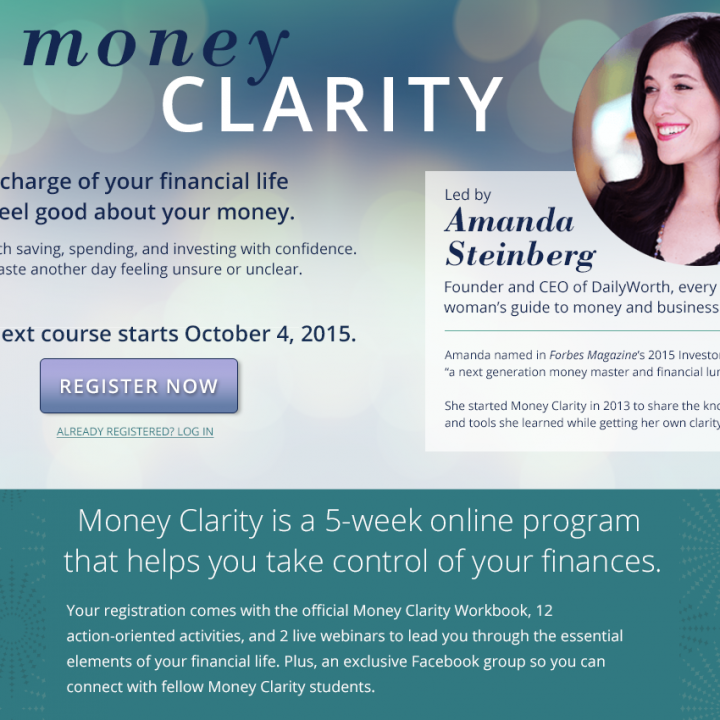 money
CLARITY
charge of your financial life
eel good about your money.
saving, spending, and investing with confidence.
another day feeling unsure or unclear.
ext course starts October 4, 2015.
REGISTER NOW
ALREADY REGISTERED? LOG IN
Led by
Amanda
Steinberg
Founder and CEO of DailyWorth, every
woman's guide to money and business
Amanda named in Forbes Magazine's 2015 Investo
"a next generation money master and financial lu
She started Money Clarity in 2013 to share the kno
and tools she learned while getting her own clarity
Money Clarity is a 5-week online program
that helps you take control of your finances.
Your registration comes with the official Money Clarity Workbook, 12
action-oriented activities, and 2 live webinars to lead you through the essential
elements of your financial life. Plus, an exclusive Facebook group so you can
connect with fellow Money Clarity students.